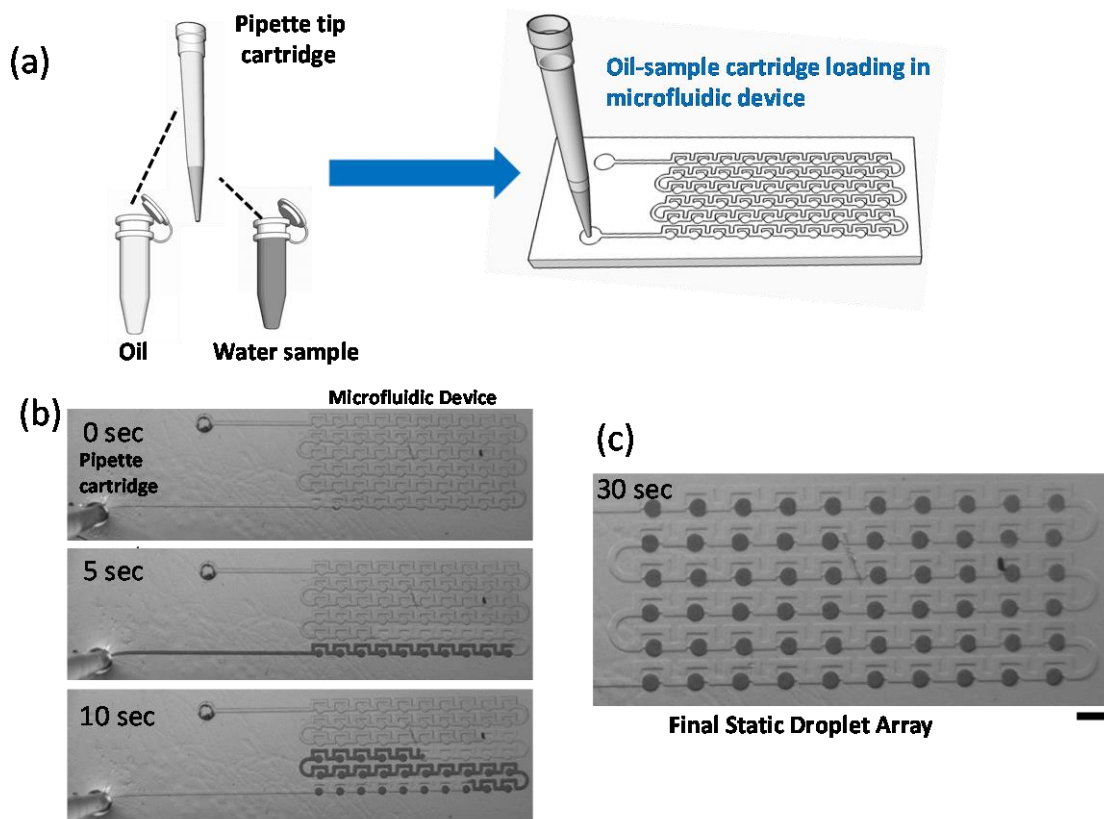 (a)
Pipette tip
cartridge
Oil-sample cartridge loading in
microfluidic device
Oil
Water sample
(b)
Microfluidic Device
0 sec
Pipette
cartridge
5 sec
10 sec
(c)
30 sec
Final Static Droplet Array